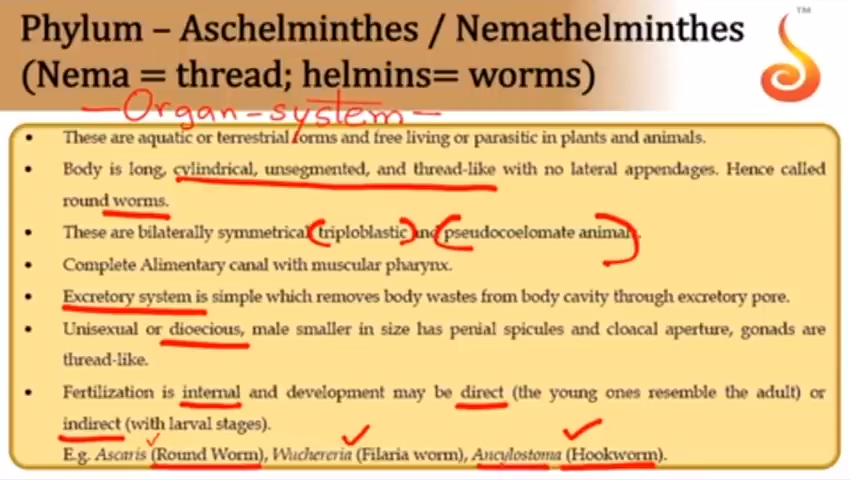 Phylum – Aschelminthes / Nemathelminthes
(Nema = thread; helmins= worms)
TM
— Organ-system —
• These are aquatic or terrestrial forms and free living or parasitic in plants and animals.
• Body is long, cylindrical, unsegmented, and thread-like with no lateral appendages. Hence called
round worms.
• These are bilaterally symmetrical (triploblastic) and (pseudocoelomate animals)
• Complete Alimentary canal with muscular pharynx.
• Excretory system is simple which removes body wastes from body cavity through excretory pore.
• Unisexual or dioecious, male smaller in size has penial spicules and cloacal aperture, gonads are
thread-like.
• Fertilization is internal and development may be direct (the young ones resemble the adult) or
indirect (with larval stages).
E.g. Ascaris (Round Worm), Wuchereria (Filaria worm), Ancylostoma (Hookworm).